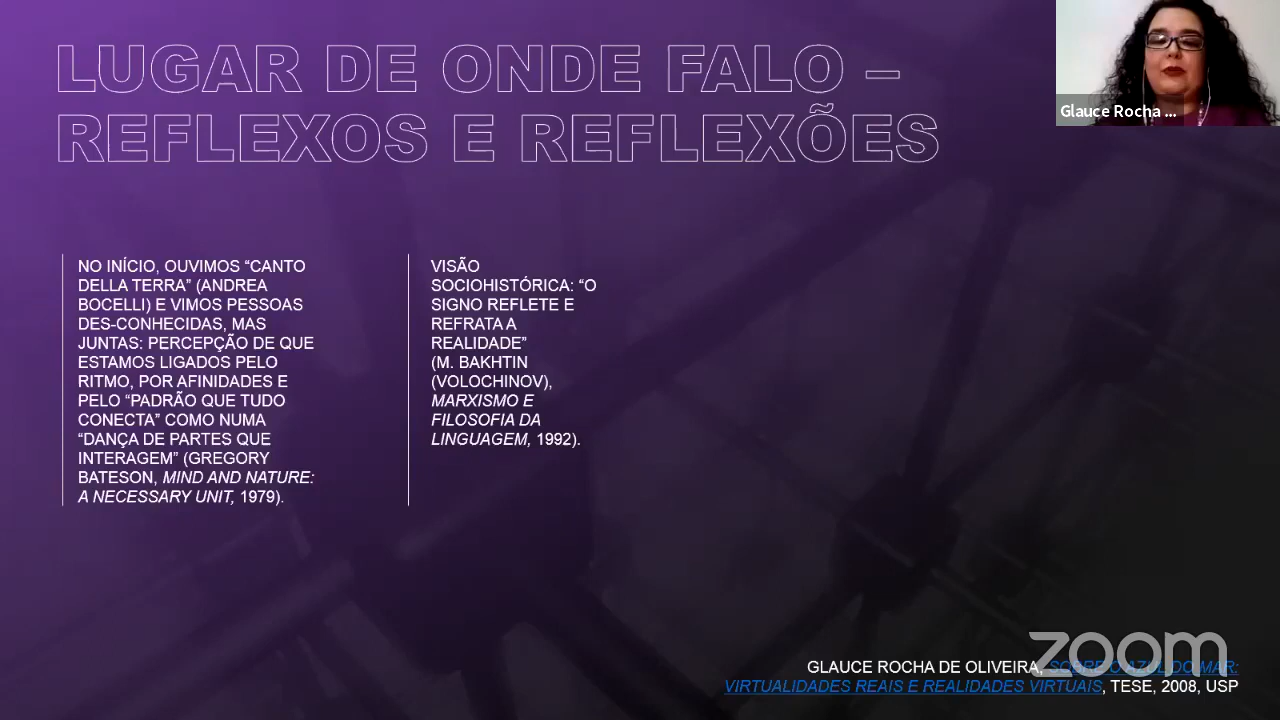 LUGAR DE ONDE FALO –
REFLEXOS E REFLEXÕES
Glauce Rocha ...
NO INÍCIO, OUVIMOS “CANTO
DELLA TERRA” (ANDREA
BOCELLI) E VIMOS PESSOAS
DES-CONHECIDAS, MAS
JUNTAS: PERCEPÇÃO DE QUE
ESTAMOS LIGADOS PELO
RITMO, POR AFINIDADES E
PELO “PADRÃO QUE TUDO
CONECTA” COMO NUMA
“DANÇA DE PARTES QUE
INTERAGEM” (GREGORY
BATESON, MIND AND NATURE:
A NECESSARY UNIT, 1979).
VISÃO
SOCIOHISTÓRICA: “O
SIGNO REFLETE E
REFRATA A
REALIDADE”
(M. BAKHTIN
(VOLOCHINOV),
MARXISMO E
FILOSOFIA DA
LINGUAGEM, 1992).
GLAUCE ROCHA DE OLIVEIRA, SOBRE O AZUL DO MAR:
VIRTUALIDADES REAIS E REALIDADES VIRTUAIS, TESE, 2008, USP
zoom